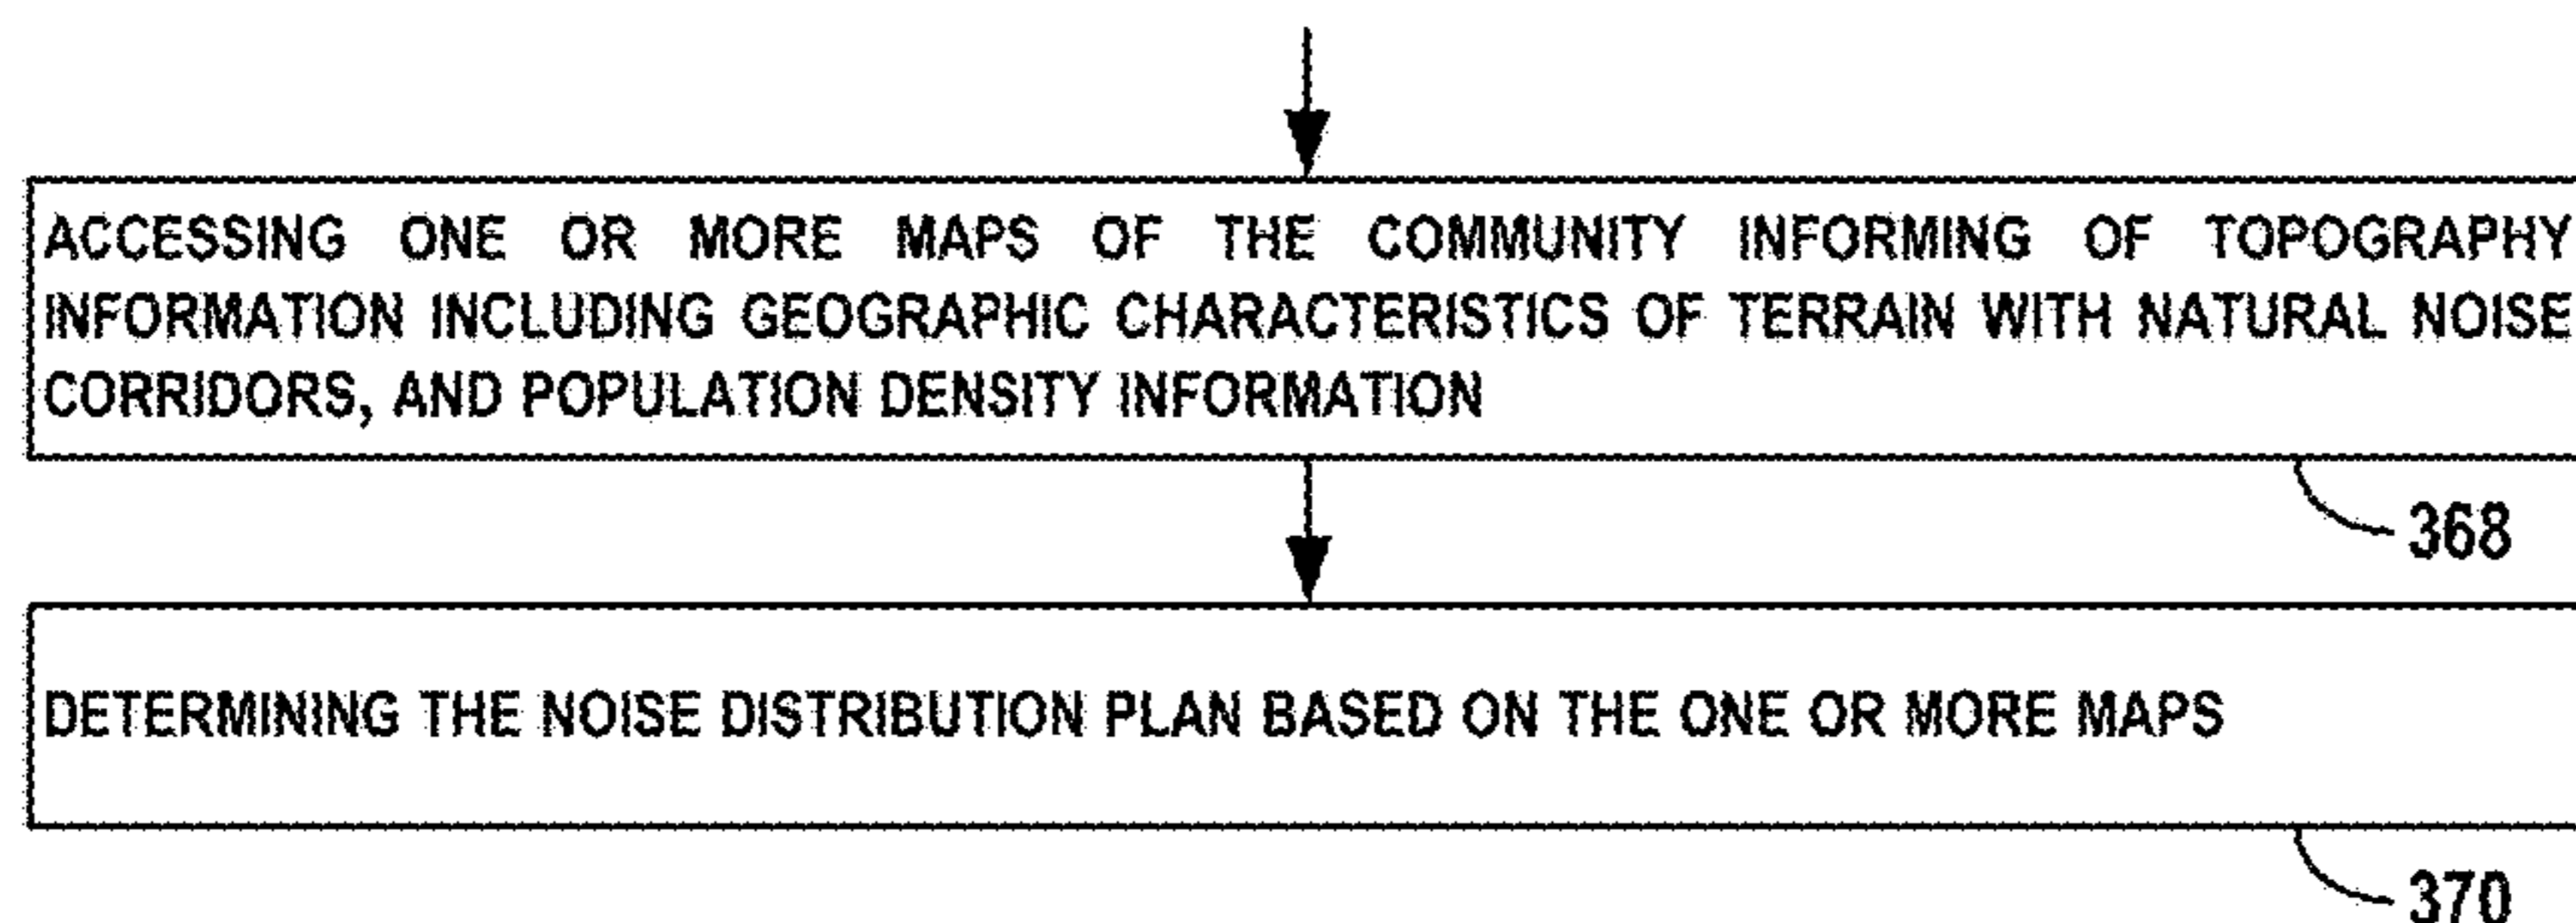 ACCESSING ONE OR MORE MAPS OF THE COMMUNITY INFORMING OF TOPOGRAPHY
INFORMATION INCLUDING GEOGRAPHIC CHARACTERISTICS OF TERRAIN WITH NATURAL NOISE
CORRIDORS, AND POPULATION DENSITY INFORMATION
368
DETERMINING THE NOISE DISTRIBUTION PLAN BASED ON THE ONE OR MORE MAPS
370